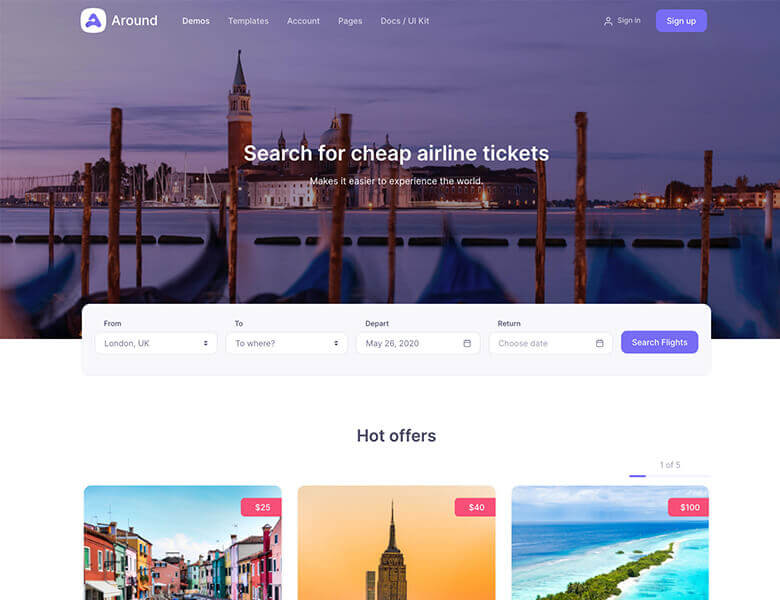 Around
Demos Templates Account Pages Docs / UI Kit
Sign in
Sign up
Search for cheap airline tickets
Makes it easier to experience the world.
From To Depart Return
London, UK To where? May 26, 2020 Choose date Search Flights
Hot offers
1 of 5
$25 $40 $100